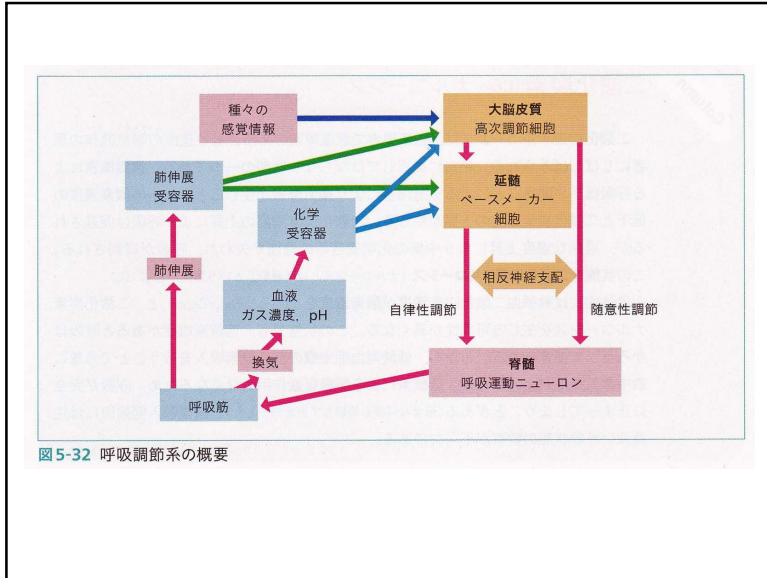 種々の
感覚情報
大脳皮質
高次調節細胞
肺伸展
受容器
延髄
ペースメーカー
細胞
化学
受容器
肺伸展
相反神経支配
血液
ガス濃度，pH
自律性調節
随意性調節
換気
脊髄
呼吸運動ニューロン
呼吸筋
図5-32 呼吸調節系の概要